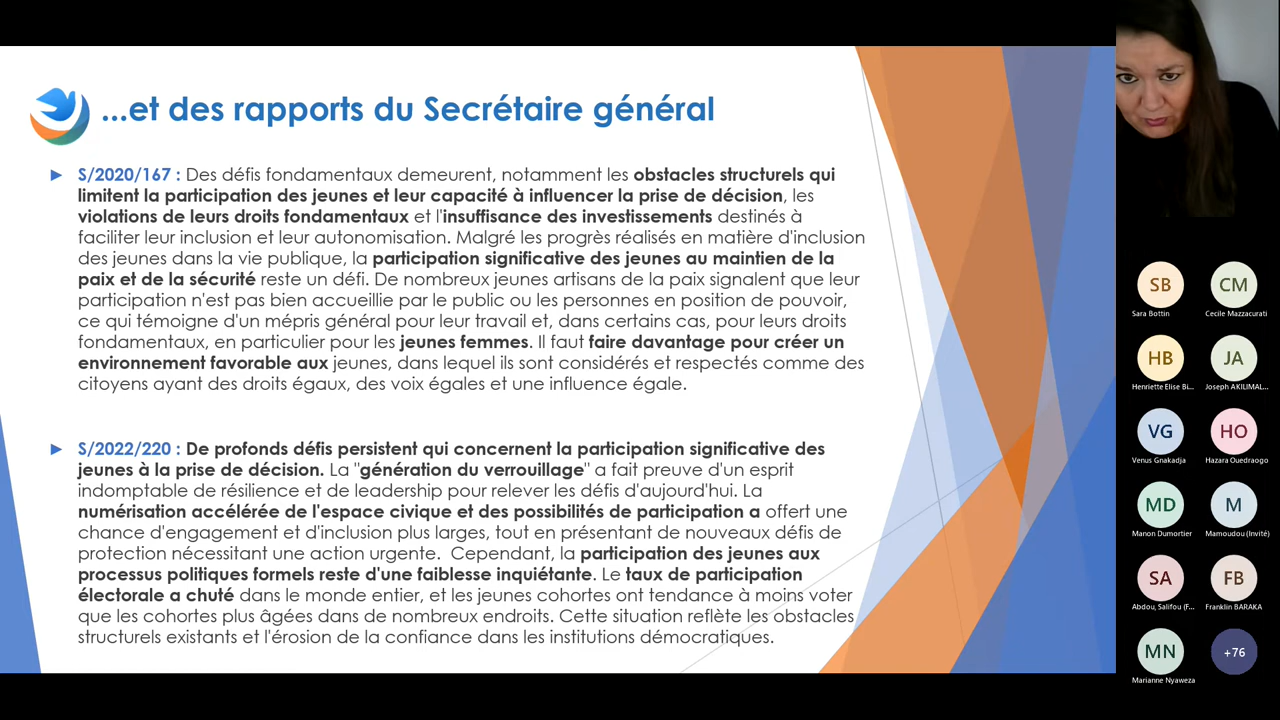 ...et des rapports du Secrétaire général
S/2020/167 : Des défis fondamentaux demeurent, notamment les obstacles structurels qui
limitent la participation des jeunes et leur capacité à influencer la prise de décision, les
violations de leurs droits fondamentaux et l'insuffisance des investissements destinés à
faciliter leur inclusion et leur autonomisation. Malgré les progrès réalisés en matière d'inclusion
des jeunes dans la vie publique, la participation significative des jeunes au maintien de la
paix et de la sécurité reste un défi. De nombreux jeunes artisans de la paix signalent que leur
participation n'est pas bien accueillie par le public ou les personnes en position de pouvoir,
ce qui témoigne d'un mépris général pour leur travail et, dans certains cas, pour leurs droits
fondamentaux, en particulier pour les jeunes femmes. Il faut faire davantage pour créer un
environnement favorable aux jeunes, dans lequel ils sont considérés et respectés comme des
citoyens ayant des droits égaux, des voix égales et une influence égale.
S/2022/220 : De profonds défis persistent qui concernent la participation significative des
jeunes à la prise de décision. La "génération du verrouillage" a fait preuve d'un esprit
indomptable de résilience et de leadership pour relever les défis d'aujourd'hui. La
numérisation accélérée de l'espace civique et des possibilités de participation a offert une
chance d'engagement et d'inclusion plus larges, tout en présentant de nouveaux défis de
protection nécessitant une action urgente. Cependant, la participation des jeunes aux
processus politiques formels reste d'une faiblesse inquiétante. Le taux de participation
électorale a chuté dans le monde entier, et les jeunes cohortes ont tendance à moins voter
que les cohortes plus âgées dans de nombreux endroits. Cette situation reflète les obstacles
structurels existants et l'érosion de la confiance dans les institutions démocratiques.
SB CM
Sara Bottin Cecile Mazzacurati
HB JA
Henriette Elise Bi... Joseph AKILIMAL...
VG HO
Venus Gnakadja Hazara Ouedraogo
MD M
Manon Dumortier Mamoudou (Invité)
SA FB
Abdou, Salifou (F... Franklin BARAKA
MN +76
Marianne Nyaweza